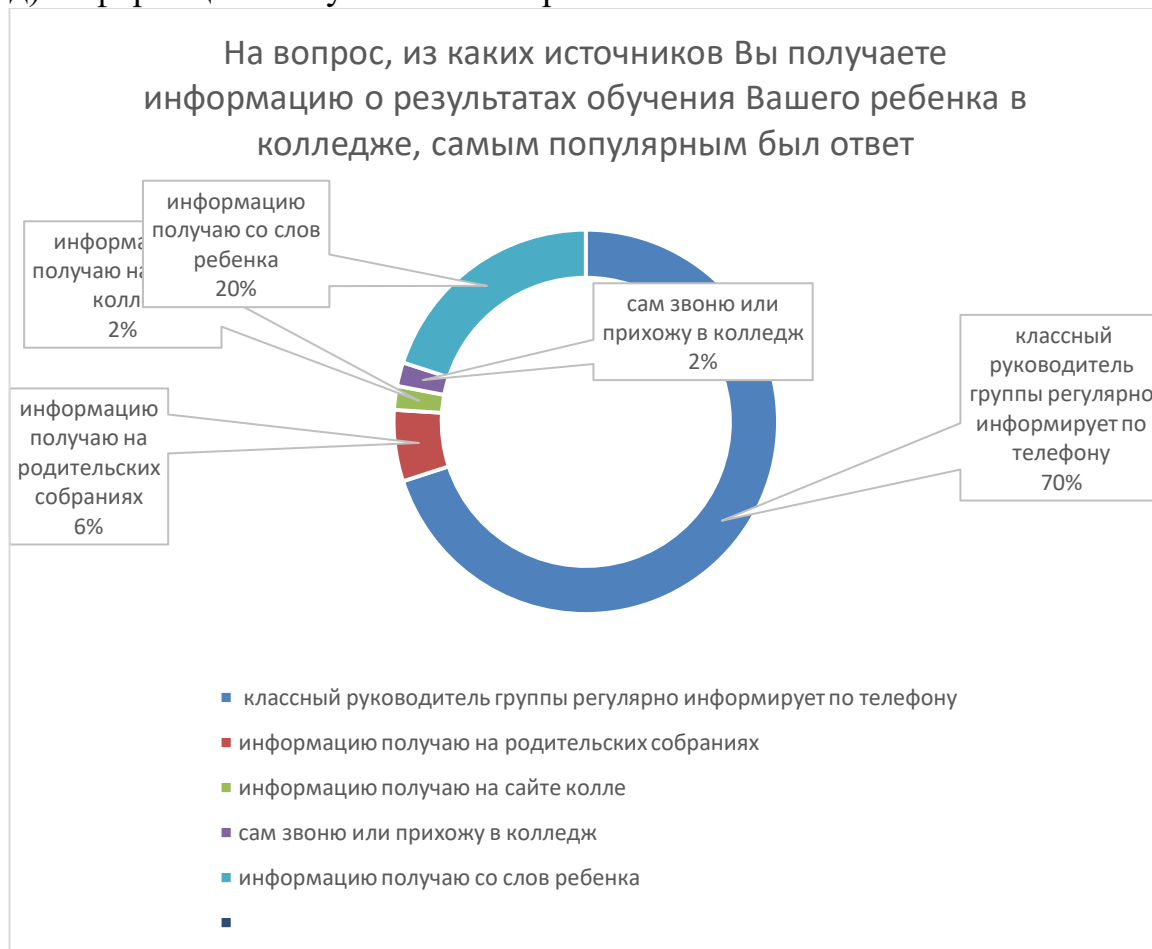 На вопрос, из каких источников Вы получаете
информацию о результатах обучения Вашего ребенка в
колледже, самым популярным был ответ
информацию
получаю со слов
ребенка
20%
получаю
2%
сам звоню или
прихожу в колледж
2%
классный
руководитель
группы регулярно
информирует по
телефону
70%
информацию
получаю на
родительских
собраниях
6%
классный руководитель группы регулярно информирует по телефону
информацию получаю на родительских собраниях
информацию получаю на сайте колле
сам звоню или прихожу в колледж
информацию получаю со слов ребенка